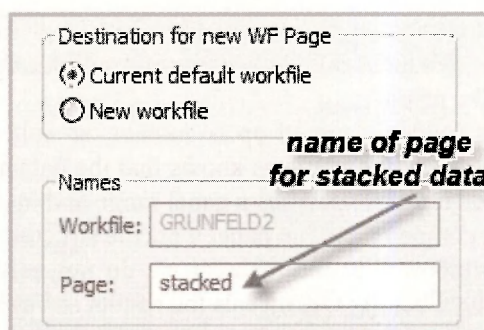 Destination for new WF Page
Current default workfile
New workfile
name of page
for stacked data
Names
Workfile: GRUNFELD2
Page: stacked